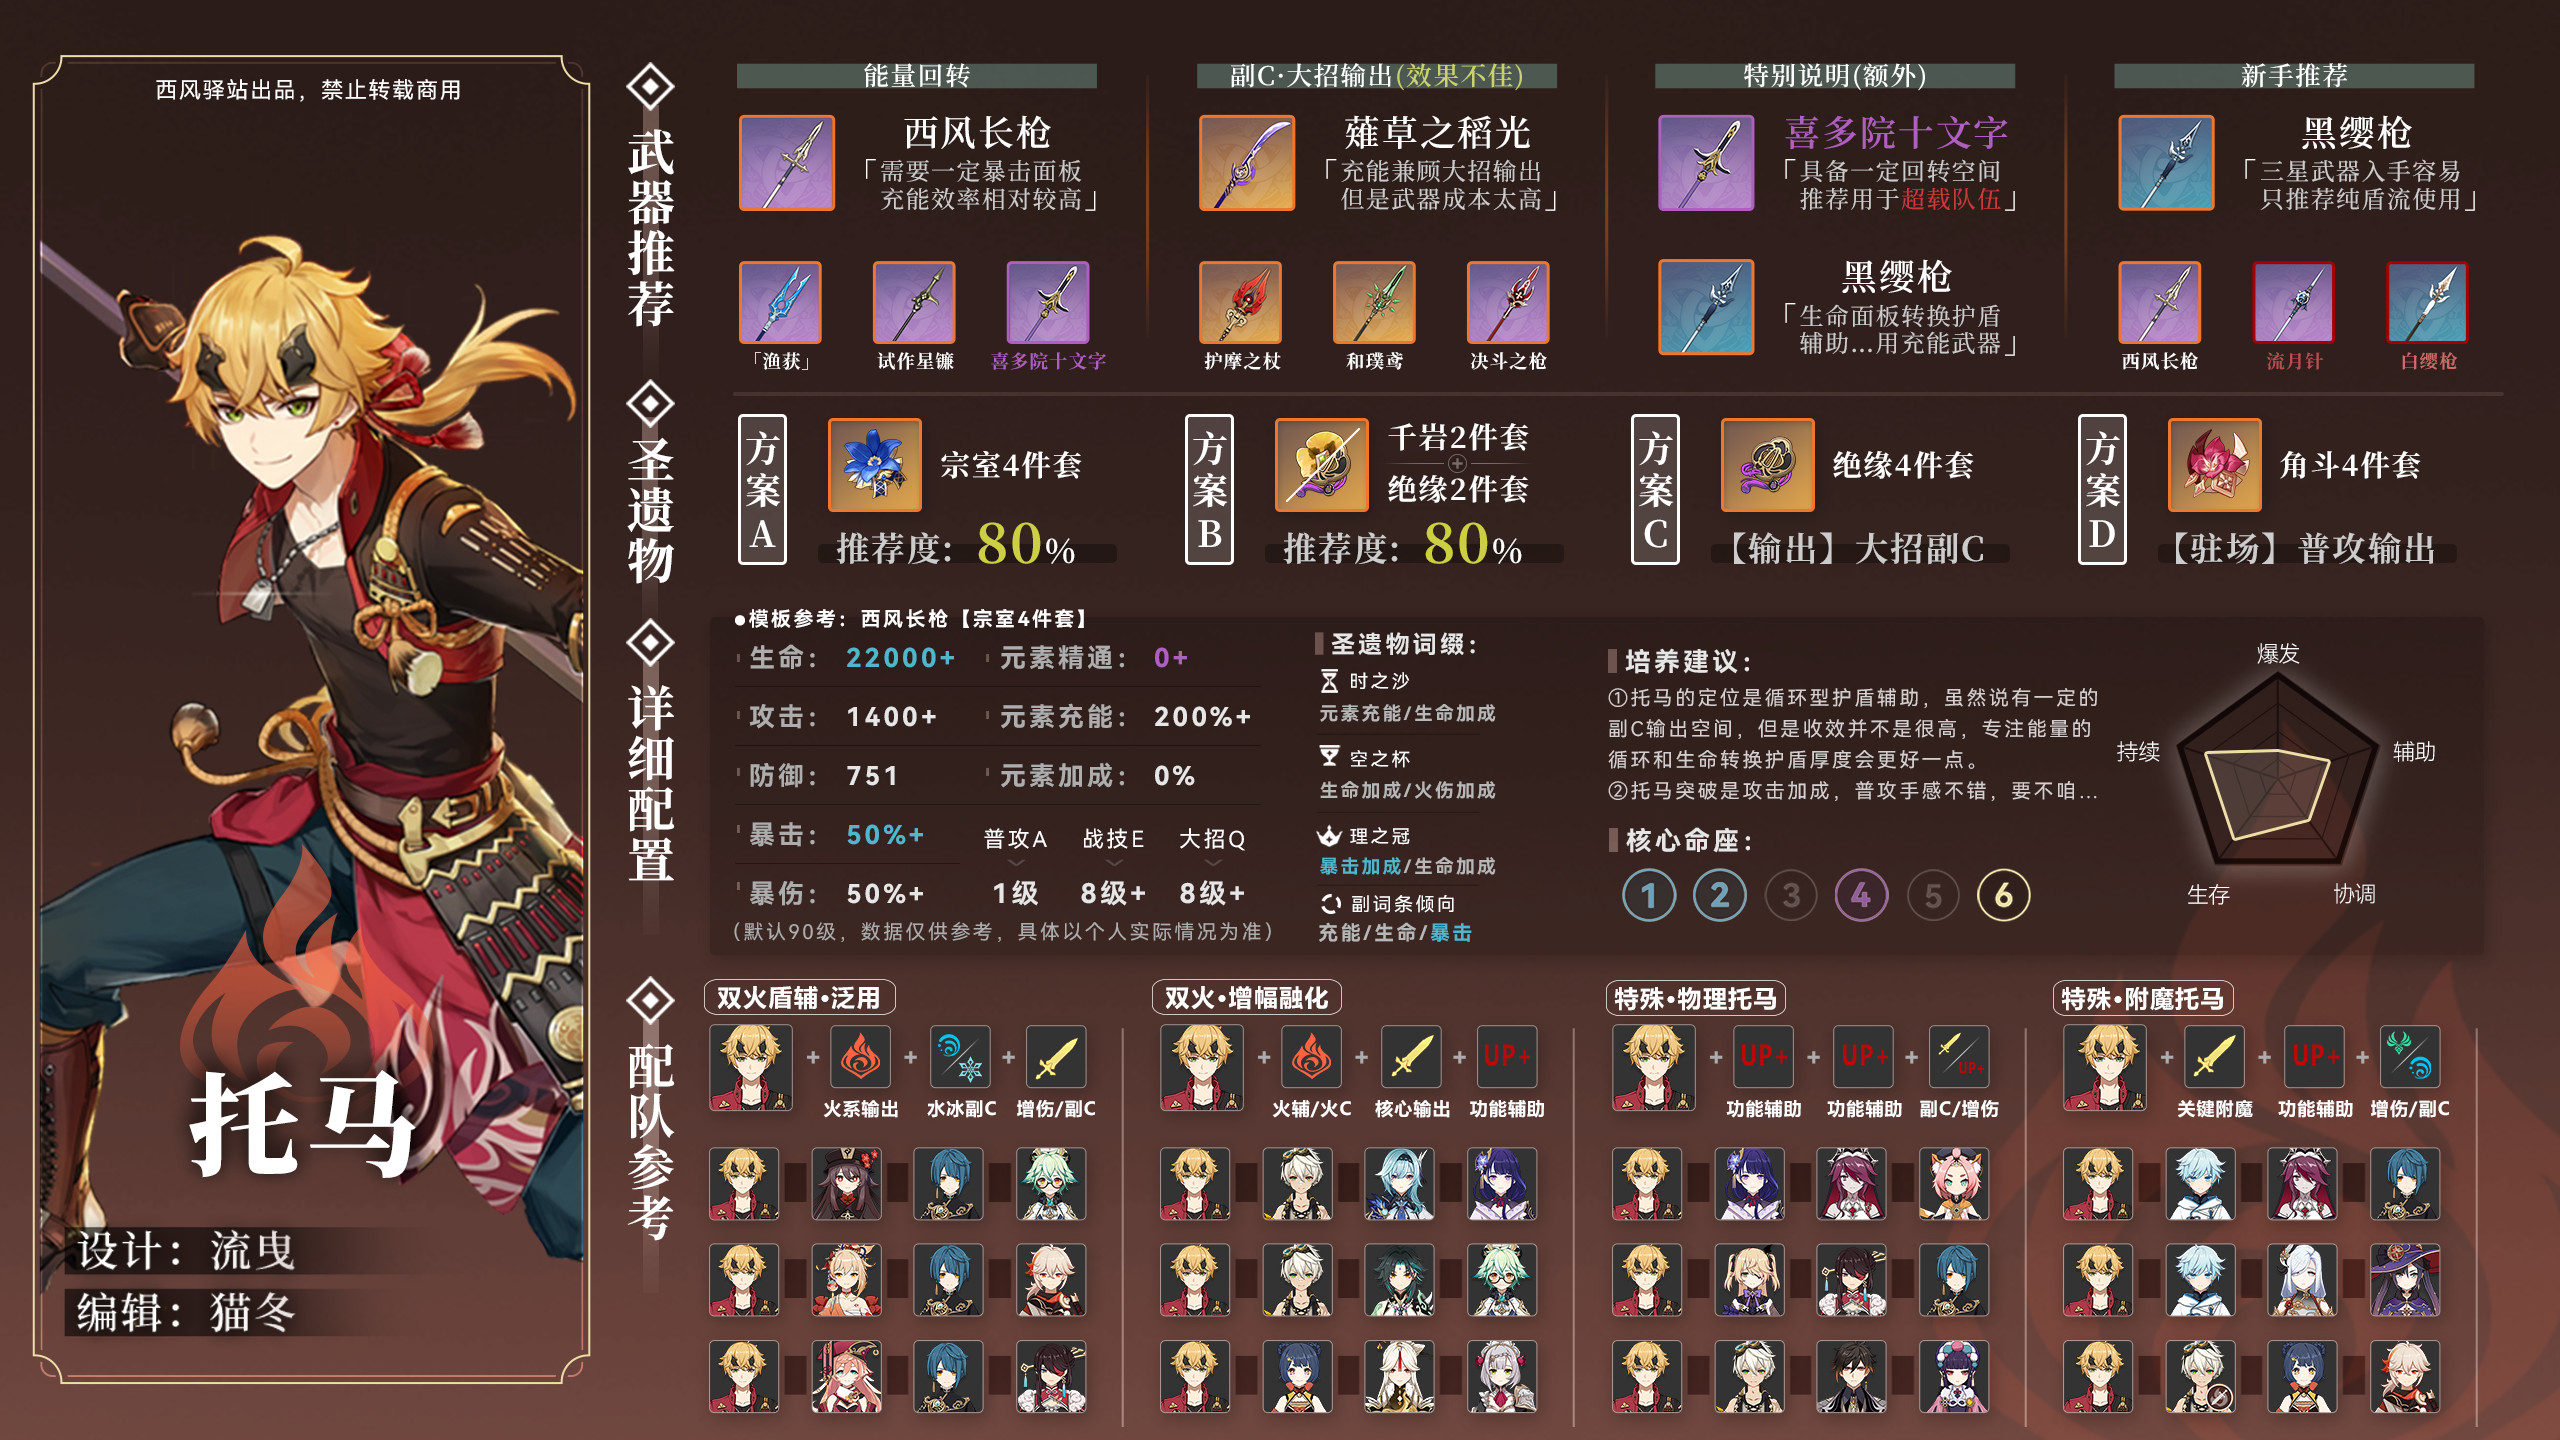 西风驿站出品，禁止转载商用
托马
设计：流曳
编辑：猫冬
武器推荐
能量回转
西风长枪
「需要一定暴击面板
充能效率相对较高」
「渔获」
试作星镰
喜多院十文字
副C·大招输出(效果不佳)
薙草之稻光
「充能兼顾大招输出
但是武器成本太高」
护摩之杖
和璞鸢
决斗之枪
特别说明(额外)
喜多院十文字
「具备一定回转空间
推荐用于超载队伍」
黑缨枪
「生命面板转换护盾
辅助...用充能武器」
新手推荐
黑缨枪
「三星武器入手容易
只推荐纯盾流使用」
西风长枪
流月针
白缨枪
圣遗物
方案A
宗室4件套
推荐度：80%
方案B
千岩2件套
绝缘2件套
推荐度：80%
方案C
绝缘4件套
【输出】大招副C
方案D
角斗4件套
【驻场】普攻输出
详细配置
●模板参考：西风长枪【宗室4件套】
生命：22000+
元素精通：0+
攻击：1400+
元素充能：200%+
防御：751
元素加成：0%
暴击：50%+
普攻A 战技E 大招Q
暴伤：50%+
1级 8级+ 8级+
(默认90级，数据仅供参考，具体以个人实际情况为准)
圣遗物词缀：
时之沙
元素充能/生命加成
空之杯
生命加成/火伤加成
理之冠
暴击加成/生命加成
副词条倾向
充能/生命/暴击
培养建议：
①托马的定位是循环型护盾辅助，虽然说有一定的
副C输出空间，但是收效并不是很高，专注能量的
循环和生命转换护盾厚度会更好一点。
②托马突破是攻击加成，普攻手感不错，要不咱...
核心命座：
1 2 3 4 5 6
爆发
辅助
协调
生存
持续
配队参考
双火盾辅·泛用
+ + +
火系输出 水冰副C 增伤/副C
双火·增幅融化
+ + + UP+
火辅/火C 核心输出 功能辅助
特殊·物理托马
+ UP+ + UP+ + UP+
功能辅助 功能辅助 副C/增伤
特殊·附魔托马
+ + UP+ +
关键附魔 功能辅助 增伤/副C